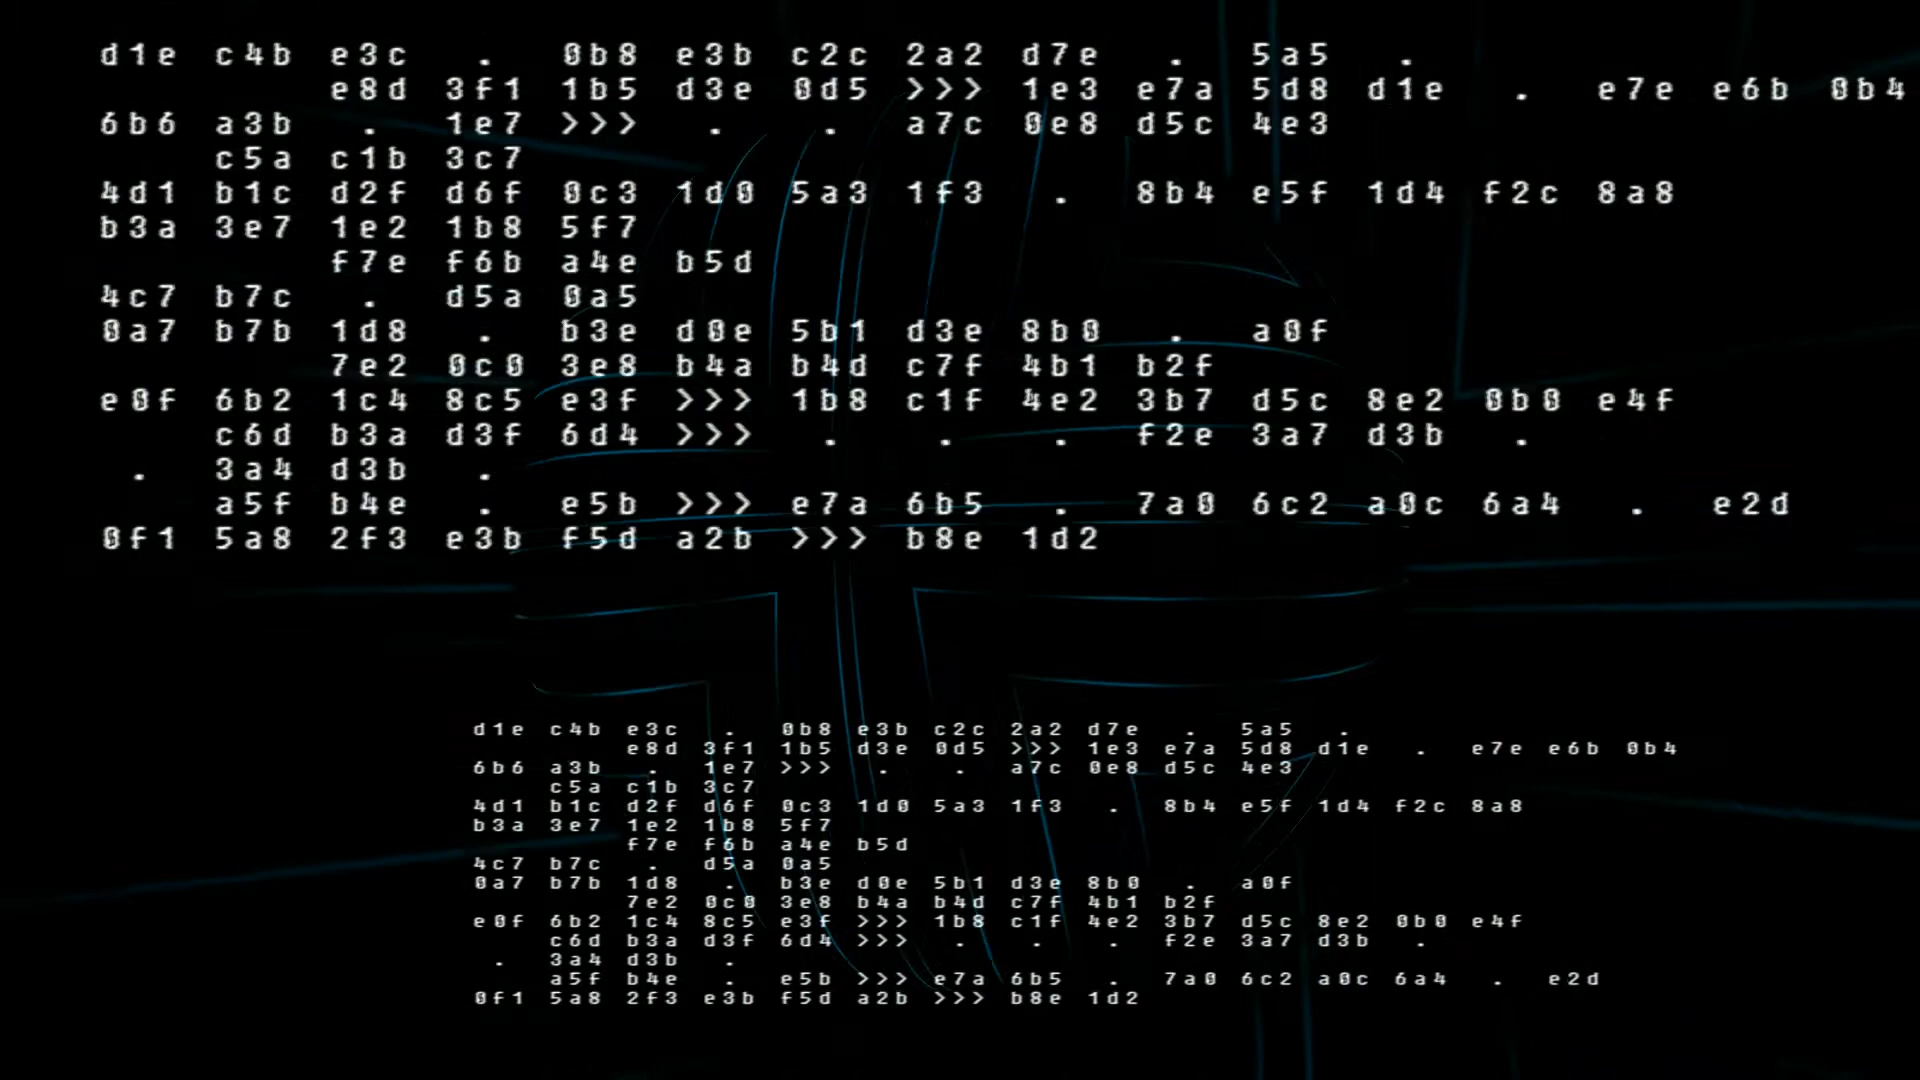 d1e c4b e3c . 0b8 e3b c2c 2a2 d7e . 5a5 .
e8d 3f1 1b5 d3e 0d5 >>> 1e3 e7a 5d8 d1e . e7e e6b 0b4
6b6 a3b . 1e7 >>> . . a7c 0e8 d5c 4e3
c5a c1b 3c7
4d1 b1c d2f d6f 0c3 1d0 5a3 1f3 . 8b4 e5f 1d4 f2c 8a8
b3a 3e7 1e2 1b8 5f7
f7e f6b a4e b5d
4c7 b7c . d5a 0a5
0a7 b7b 1d8 . b3e d0e 5b1 d3e 8b0 . a0f
7e2 0c0 3e8 b4a b4d c7f 4b1 b2f
e0f 6b2 1c4 8c5 e3f >>> 1b8 c1f 4e2 3b7 d5c 8e2 0b0 e4f
c6d b3a d3f 6d4 >>> . . . f2e 3a7 d3b .
. 3a4 d3b .
a5f b4e . e5b >>> e7a 6b5 . 7a0 6c2 a0c 6a4 . e2d
0f1 5a8 2f3 e3b f5d a2b >>> b8e 1d2
d1e c4b e3c . 0b8 e3b c2c 2a2 d7e . 5a5 .
e8d 3f1 1b5 d3e 0d5 >>> 1e3 e7a 5d8 d1e . e7e e6b 0b4
6b6 a3b . 1e7 >>> . . a7c 0e8 d5c 4e3
c5a c1b 3c7
4d1 b1c d2f d6f 0c3 1d0 5a3 1f3 . 8b4 e5f 1d4 f2c 8a8
b3a 3e7 1e2 1b8 5f7
f7e f6b a4e b5d
4c7 b7c . d5a 0a5
0a7 b7b 1d8 . b3e d0e 5b1 d3e 8b0 . a0f
7e2 0c0 3e8 b4a b4d c7f 4b1 b2f
e0f 6b2 1c4 8c5 e3f >>> 1b8 c1f 4e2 3b7 d5c 8e2 0b0 e4f
c6d b3a d3f 6d4 >>> . . . f2e 3a7 d3b .
. 3a4 d3b .
a5f b4e . e5b >>> e7a 6b5 . 7a0 6c2 a0c 6a4 . e2d
0f1 5a8 2f3 e3b f5d a2b >>> b8e 1d2